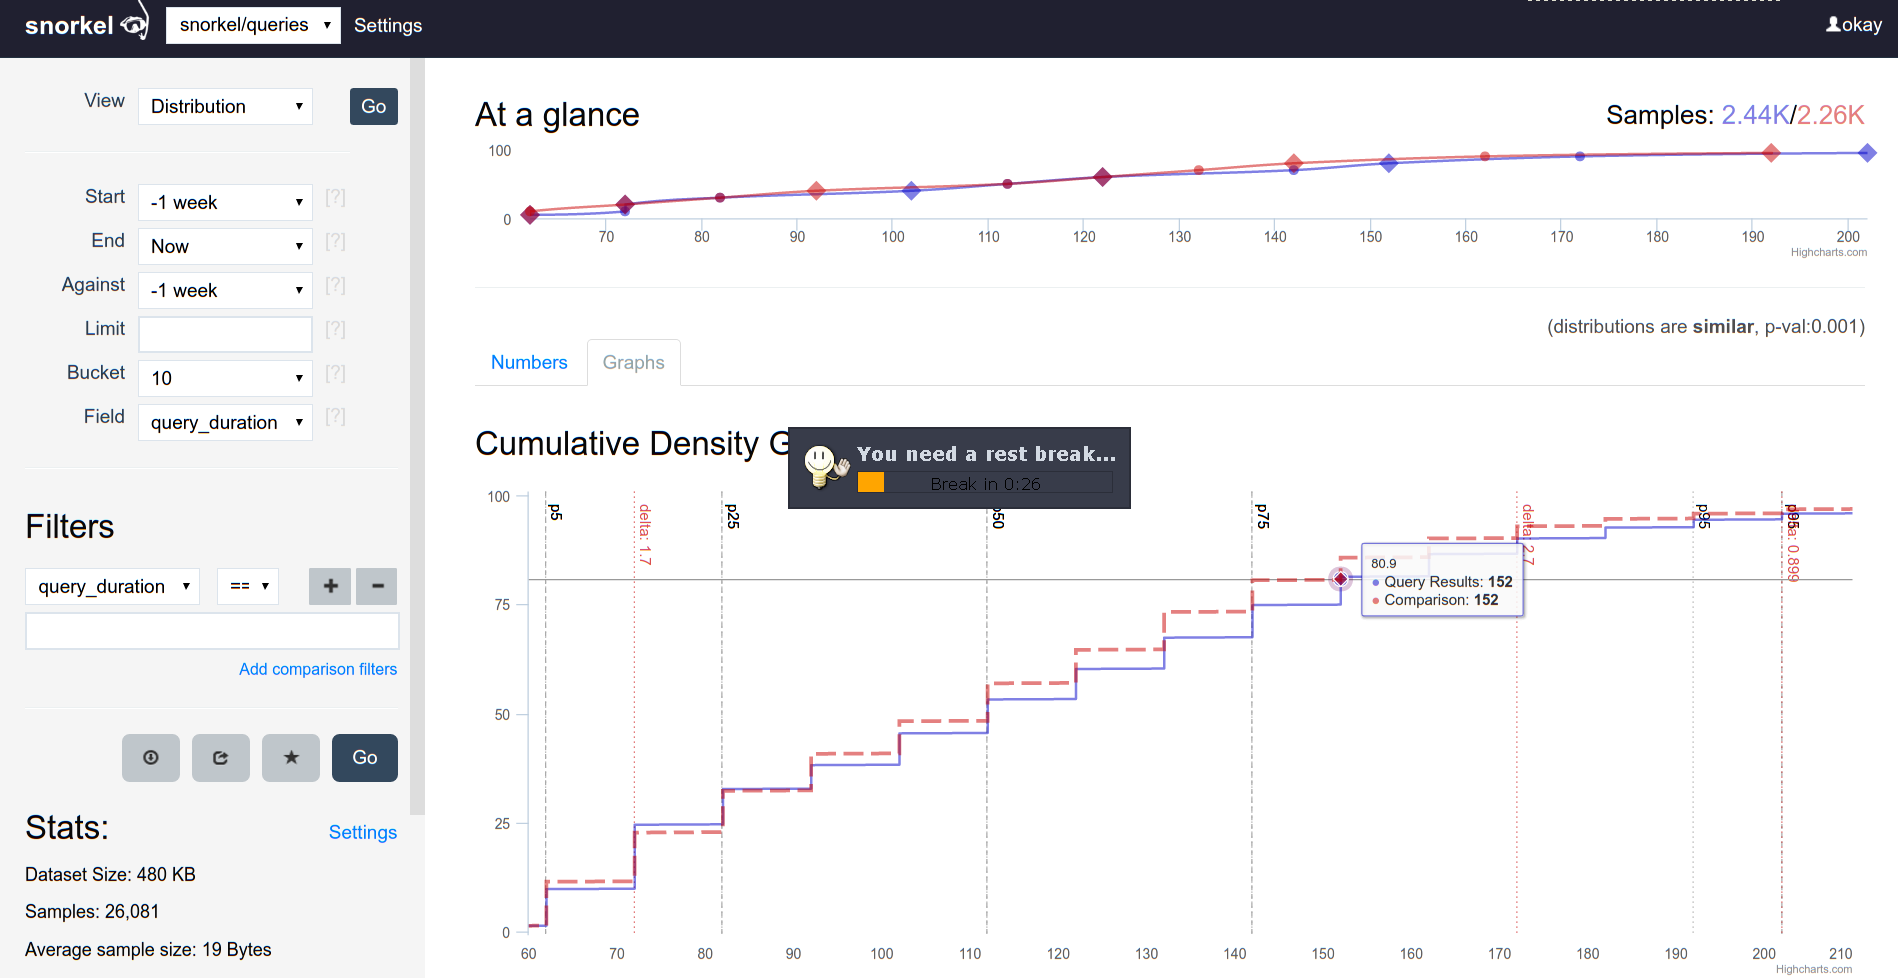 snorkel
snorkel/queries
Settings
okay
View
Distribution
Go
Start
-1 week
[?]
End
Now
[?]
Against
-1 week
[?]
Limit
[?]
Bucket
10
[?]
Field
query_duration
[?]
Filters
query_duration
==
+
-
Add comparison filters
Go
Stats:
Settings
Dataset Size: 480 KB
Samples: 26,081
Average sample size: 19 Bytes
At a glance
Samples: 2.44K/2.26K
100
0
70 80 90 100 110 120 130 140 150 160 170 180 190 200
Highcharts.com
(distributions are similar, p-val:0.001)
Numbers
Graphs
Cumulative Density
You need a rest break...
Break in 0:26
100
75
50
25
0
p5
delta: 1.7
p25
p50
p75
delta: 2.7
p95
p95
delta: 0.899
80.9
Query Results: 152
Comparison: 152
60 70 80 90 100 110 120 130 140 150 160 170 180 190 200 210
Highcharts.com